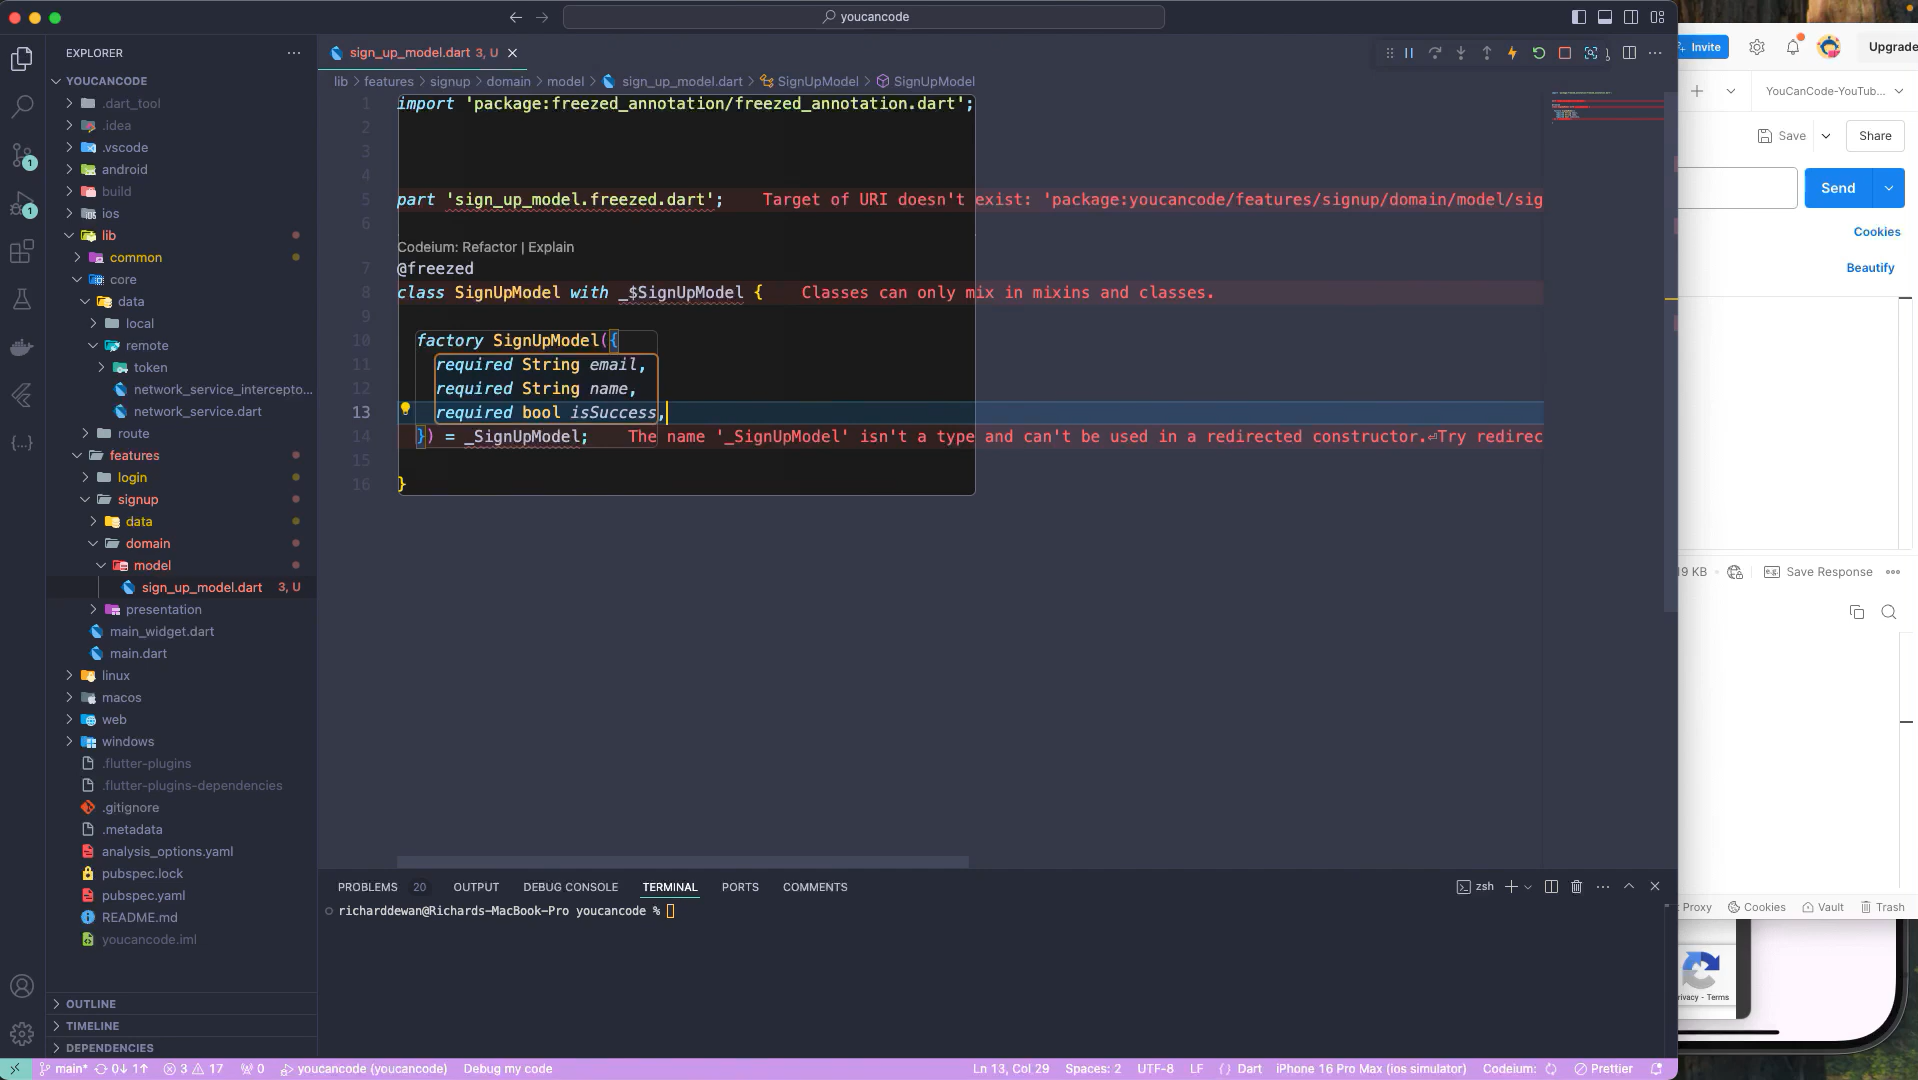 youcancode
EXPLORER
YOUCANCODE
.dart_tool
.idea
.vscode
android
build
ios
lib
common
core
data
local
remote
token
network_service_intercepto...
network_service.dart
route
features
login
signup
data
domain
model
sign_up_model.dart 3, U
presentation
main_widget.dart
main.dart
linux
macos
web
windows
.flutter-plugins
.flutter-plugins-dependencies
.gitignore
.metadata
analysis_options.yaml
pubspec.lock
pubspec.yaml
README.md
youcancode.iml
OUTLINE
TIMELINE
DEPENDENCIES
1
1
sign_up_model.dart 3, U
lib > features > signup > domain > model > sign_up_model.dart > SignUpModel > SignUpModel
1 import 'package:freezed_annotation/freezed_annotation.dart';
2
3
4
5 part 'sign_up_model.freezed.dart'; Target of URI doesn't exist: 'package:youcancode/features/signup/domain/model/sig
6
Codeium: Refactor | Explain
7 @freezed
8 class SignUpModel with _$SignUpModel { Classes can only mix in mixins and classes.
9
10 factory SignUpModel({
11 required String email,
12 required String name,
13 required bool isSuccess,
14 }) = _SignUpModel; The name '_SignUpModel' isn't a type and can't be used in a redirected constructor.⏎Try redirec
15
16 }
PROBLEMS 20 OUTPUT DEBUG CONSOLE TERMINAL PORTS COMMENTS
zsh
richarddewan@Richards-MacBook-Pro youcancode %
main* 0↓ 1↑ 3 17 0 youcancode (youcancode) Debug my code
Ln 13, Col 29 Spaces: 2 UTF-8 LF { } Dart iPhone 16 Pro Max (ios simulator) Codeium: Prettier
Invite
Upgrade
YouCanCode-YouTub...
Save
Share
Send
Cookies
Beautify
19 KB
Save Response
Proxy Cookies Vault Trash
rivacy - Terms